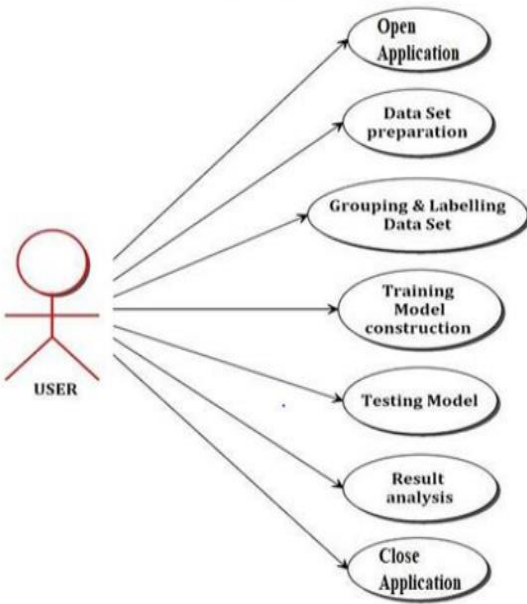 Open
Application
Data Set
preparation
Grouping & Labelling
Data Set
Training
Model
construction
USER
Testing Model
Result
analysis
Close
Application